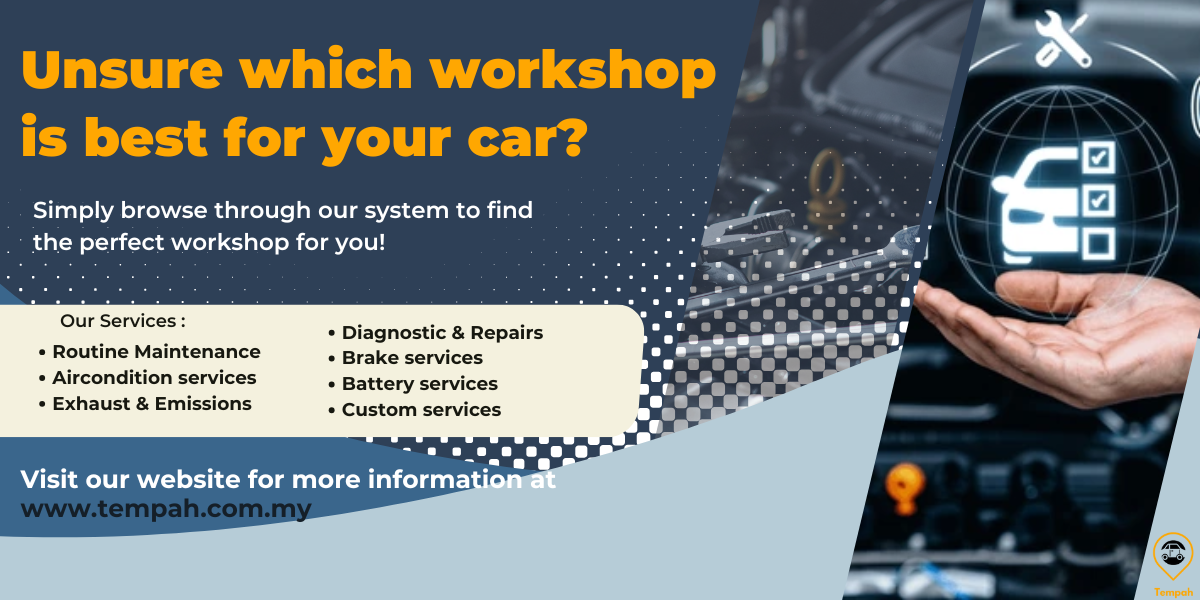 Unsure which workshop
is best for your car?
Simply browse through our system to find
the perfect workshop for you!
Our Services :
• Routine Maintenance
• Aircondition services
• Exhaust & Emissions
• Diagnostic & Repairs
• Brake services
• Battery services
• Custom services
Visit our website for more information at
www.tempah.com.my
Tempah